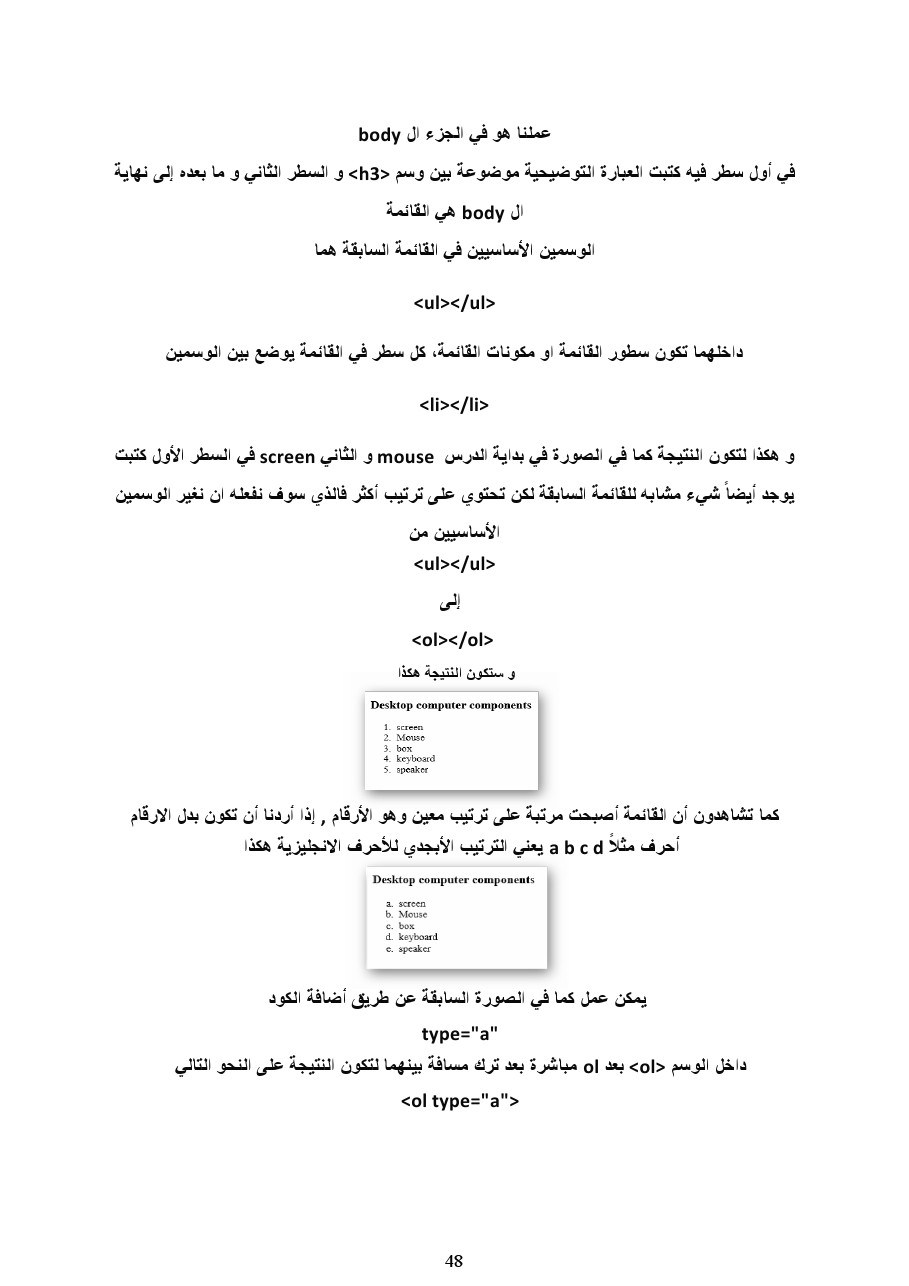 عملنا هو في الجزء ال body
في أول سطر فيه كتبت العبارة التوضيحية موضوعة بين وسم <h3> و السطر الثاني و ما بعده إلى نهاية
ال body هي القائمة
الوسمين الأساسيين في القائمة السابقة هما
<ul></ul>
داخلهما تكون سطور القائمة او مكونات القائمة، كل سطر في القائمة يوضع بين الوسمين
<li></li>
و هكذا لتكون النتيجة كما في الصورة في بداية الدرس mouse و الثاني screen في السطر الأول كتبت
يوجد أيضاً شيء مشابه للقائمة السابقة لكن تحتوي على ترتيب أكثر فالذي سوف نفعله ان نغير الوسمين
الأساسيين من
<ul></ul>
إلى
<ol></ol>
و ستكون النتيجة هكذا
Desktop computer components
1. screen
2. Mouse
3. box
4. keyboard
5. speaker
كما تشاهدون أن القائمة أصبحت مرتبة على ترتيب معين وهو الأرقام , إذا أردنا أن تكون بدل الارقام
أحرف مثلاً a b c d يعني الترتيب الأبجدي للأحرف الانجليزية هكذا
Desktop computer components
a. screen
b. Mouse
c. box
d. keyboard
e. speaker
يمكن عمل كما في الصورة السابقة عن طريق أضافة الكود
type="a"
داخل الوسم <ol> بعد ol مباشرة بعد ترك مسافة بينهما لتكون النتيجة على النحو التالي
<ol type="a">
48